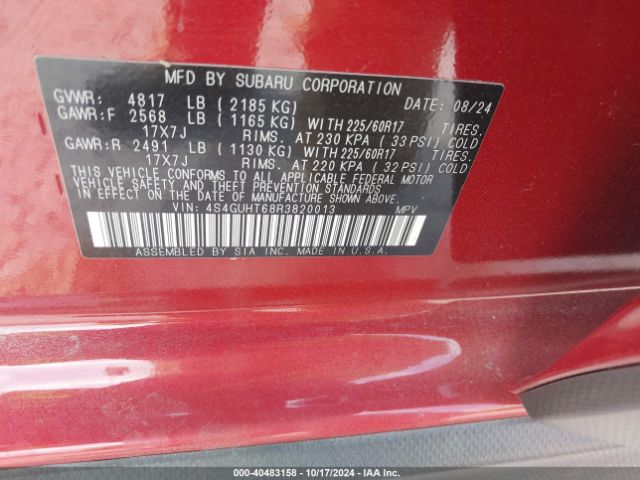 MFD BY SUBARU CORPORATION
GVWR: 4817 LB (2185 KG) DATE: 08/24
GAWR:F 2568 LB (1165 KG) WITH 225/60R17 TIRES.
17X7J RIMS. AT 230 KPA (33 PSI) COLD
GAWR:R 2491 LB (1130 KG) WITH 225/60R17 TIRES.
17X7J RIMS. AT 220 KPA (32 PSI) COLD
THIS VEHICLE CONFORMS TO ALL APPLICABLE FEDERAL MOTOR
VEHICLE SAFETY AND THEFT PREVENTION STANDARDS
IN EFFECT ON THE DATE OF MANUFACTURE SHOWN ABOVE.
VIN: 4S4GUHT68R3820013 MPV
ASSEMBLED BY SIA INC. IN U.S.A.
000-40483158 - 10/17/2024 - IAA Inc.